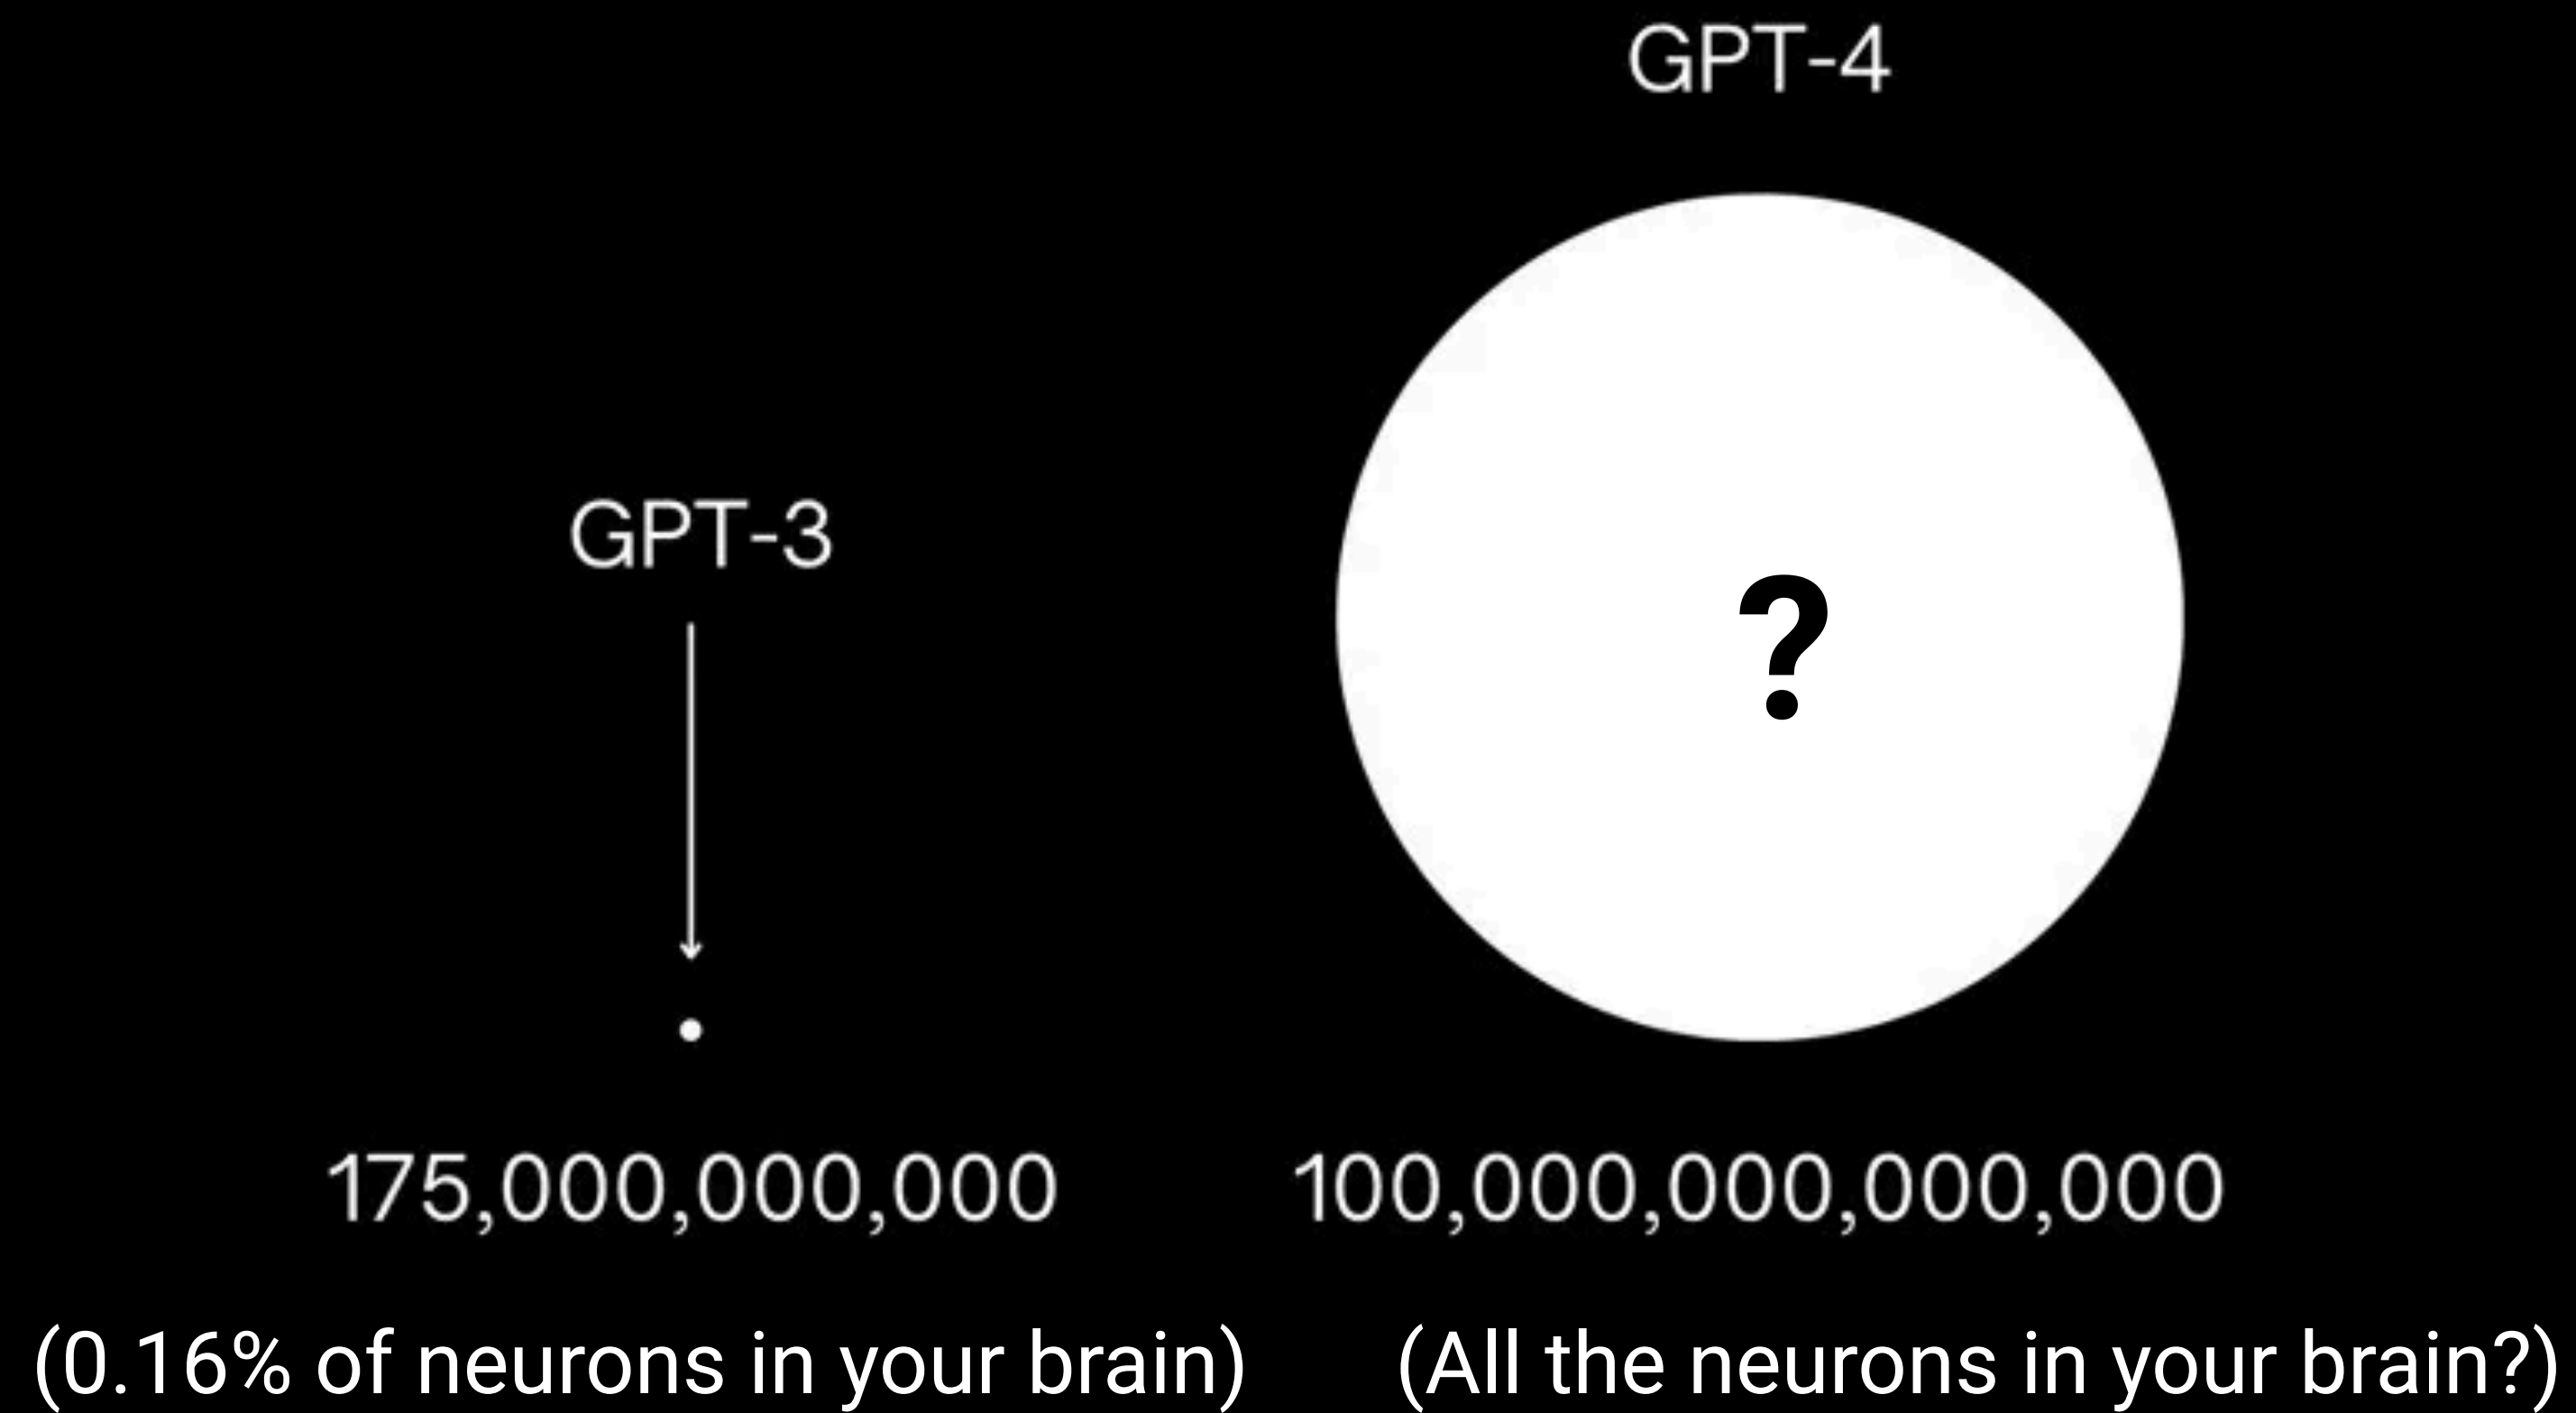 GPT-3
175,000,000,000
(0.16% of neurons in your brain)
GPT-4
?
100,000,000,000,000
(All the neurons in your brain?)